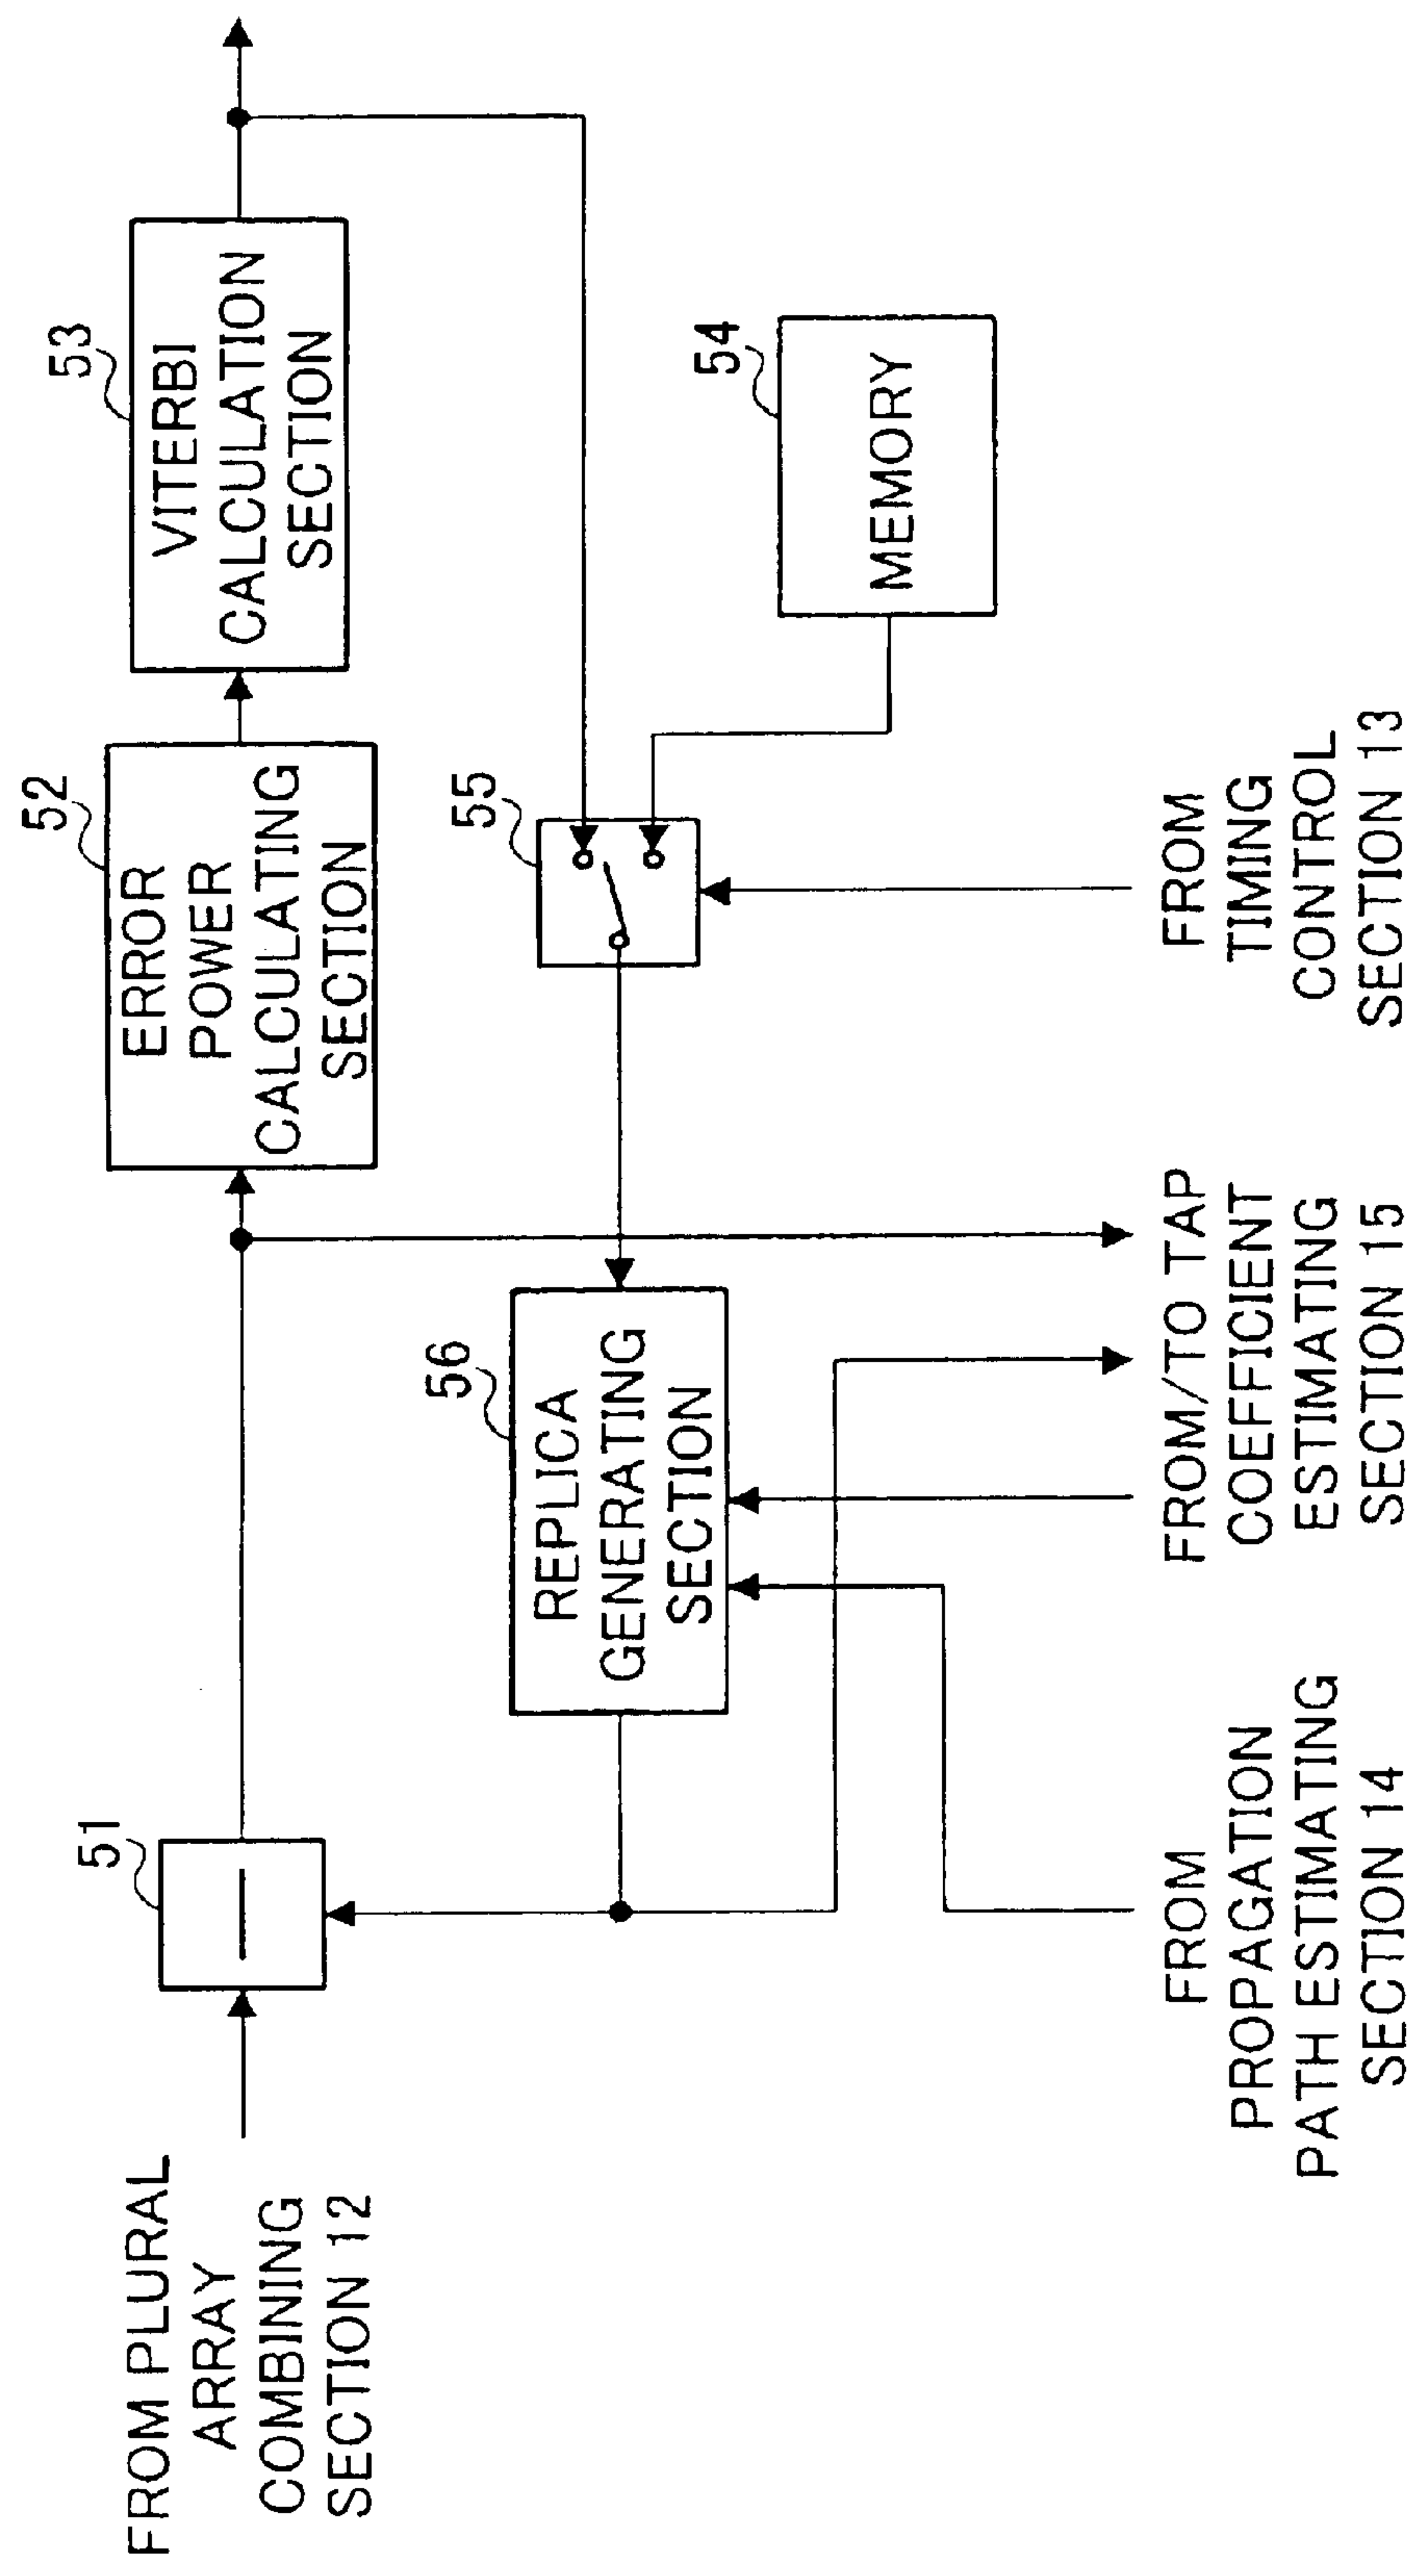 FROM PLURAL
ARRAY
COMBINING
SECTION 12
51
52
ERROR
POWER
CALCULATING
SECTION
53
VITERBI
CALCULATION
SECTION
56
REPLICA
GENERATING
SECTION
55
54
MEMORY
FROM
PROPAGATION
PATH ESTIMATING
SECTION 14
FROM/TO TAP
COEFFICIENT
ESTIMATING
SECTION 15
FROM
TIMING
CONTROL
SECTION 13